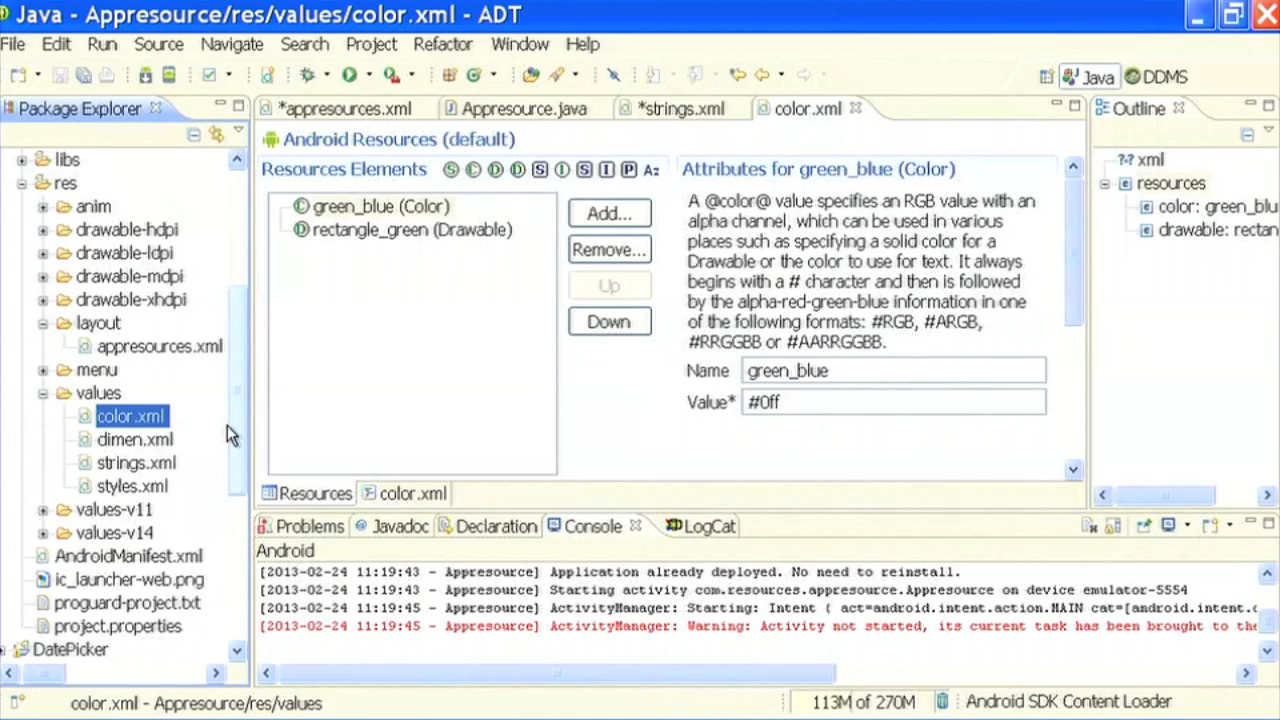 Java - Appresource/res/values/color.xml - ADT
File Edit Run Source Navigate Search Project Refactor Window Help
Java DDMS
Package Explorer
*appresources.xml Appresource.java *strings.xml color.xml
Outline
libs
res
anim
drawable-hdpi
drawable-ldpi
drawable-mdpi
drawable-xhdpi
layout
appresources.xml
menu
values
color.xml
dimen.xml
strings.xml
styles.xml
values-v11
values-v14
AndroidManifest.xml
ic_launcher-web.png
proguard-project.txt
project.properties
DatePicker
Android Resources (default)
Resources Elements S C D D S I S I P Az
green_blue (Color)
rectangle_green (Drawable)
Add...
Remove...
Up
Down
Attributes for green_blue (Color)
A @color@ value specifies an RGB value with an
alpha channel, which can be used in various
places such as specifying a solid color for a
Drawable or the color to use for text. It always
begins with a # character and then is followed
by the alpha-red-green-blue information in one
of the following formats: #RGB, #ARGB,
#RRGGBB or #AARRGGBB.
Name green_blue
Value* #0ff
Resources color.xml
?-? xml
resources
color: green_blu
drawable: rectan
Problems Javadoc Declaration Console LogCat
Android
[2013-02-24 11:19:43 - Appresource] Application already deployed. No need to reinstall.
[2013-02-24 11:19:43 - Appresource] Starting activity com.resources.appresource.Appresource on device emulator-5554
[2013-02-24 11:19:45 - Appresource] ActivityManager: Starting: Intent { act=android.intent.action.MAIN cat=[android.intent.c
[2013-02-24 11:19:45 - Appresource] ActivityManager: Warning: Activity not started, its current task has been brought to the
color.xml - Appresource/res/values
113M of 270M
Android SDK Content Loader